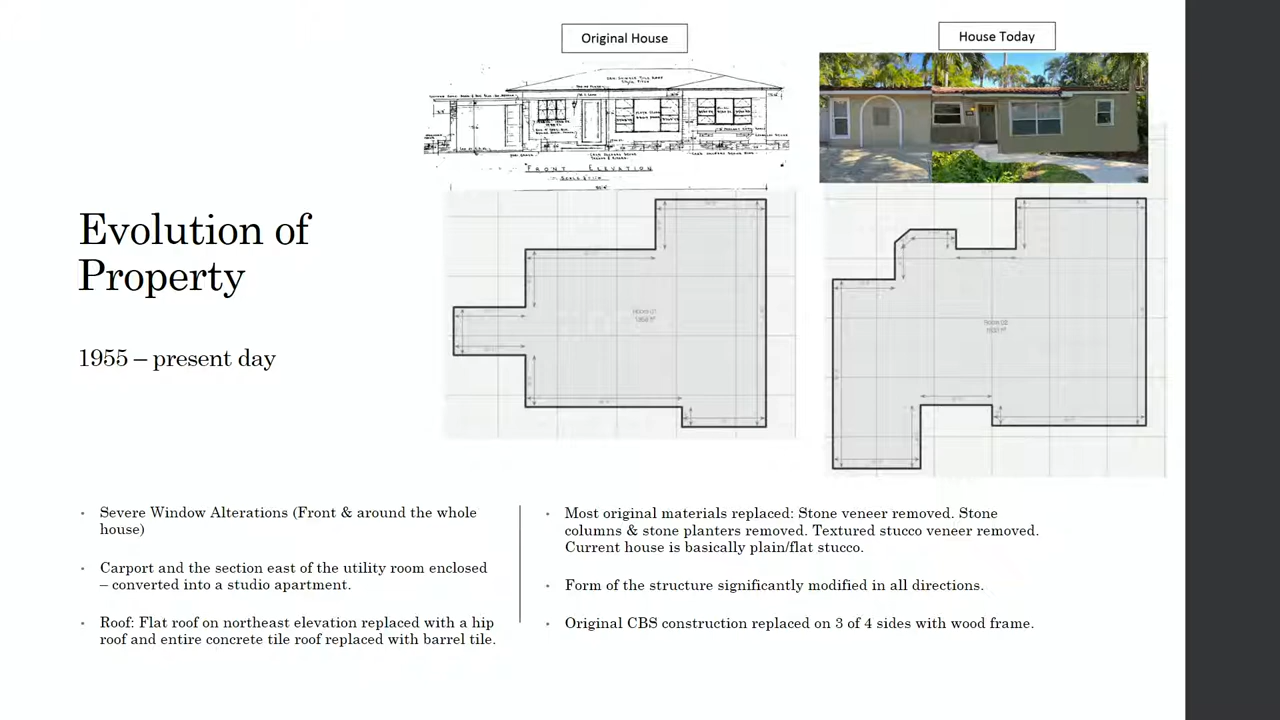 Original House
House Today
FRONT ELEVATION
Evolution of
Property
1955 – present day
Severe Window Alterations (Front & around the whole
house)
Carport and the section east of the utility room enclosed
– converted into a studio apartment.
Roof: Flat roof on northeast elevation replaced with a hip
roof and entire concrete tile roof replaced with barrel tile.
Most original materials replaced: Stone veneer removed. Stone
columns & stone planters removed. Textured stucco veneer removed.
Current house is basically plain/flat stucco.
Form of the structure significantly modified in all directions.
Original CBS construction replaced on 3 of 4 sides with wood frame.